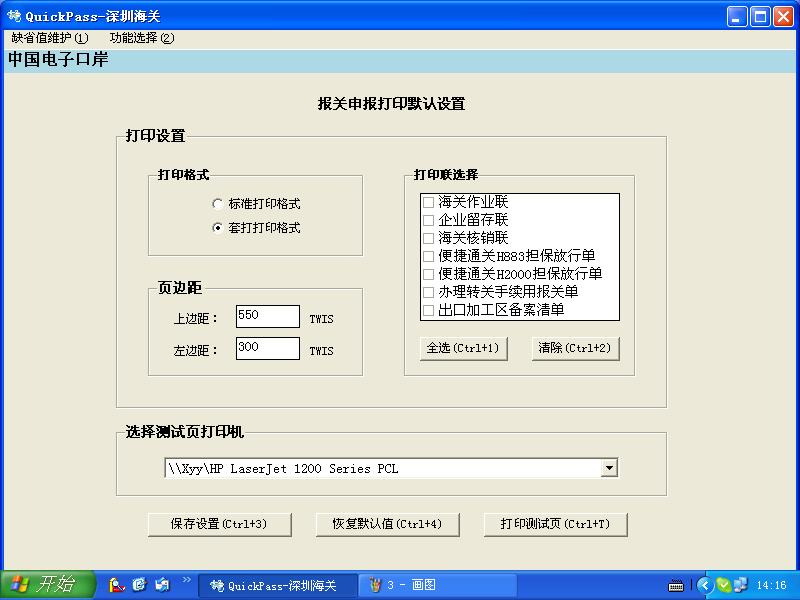 QuickPass-深圳海关
缺省值维护(1) 功能选择(2)
中国电子口岸
报关申报打印默认设置
打印设置
打印格式
标准打印格式
套打打印格式
页边距
上边距: 550 TWIS
左边距: 300 TWIS
打印联选择
海关作业联
企业留存联
海关核销联
便捷通关H883担保放行单
便捷通关H2000担保放行单
办理转关手续用报关单
出口加工区备案清单
全选(Ctrl+1) 清除(Ctrl+2)
选择测试页打印机
\\Xyy\HP LaserJet 1200 Series PCL
保存设置(Ctrl+3) 恢复默认值(Ctrl+4) 打印测试页(Ctrl+T)
开始 QuickPass-深圳海关 3 - 画图 14:16